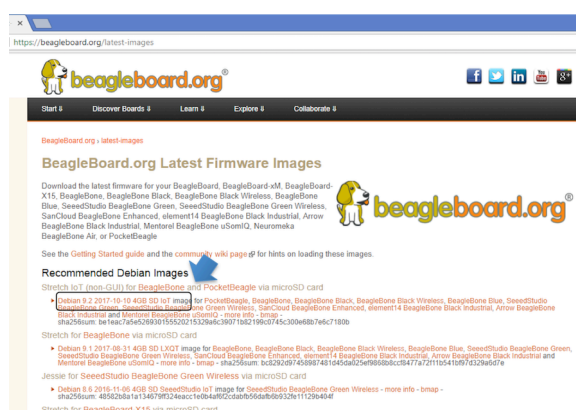 https://beagleboard.org/latest-images
beagleboard.org®
Start
Discover Boards
Learn
Explore
Collaborate
BeagleBoard.org › latest-images
BeagleBoard.org Latest Firmware Images
Download the latest firmware for your BeagleBoard, BeagleBoard-xM, BeagleBoard-
X15, BeagleBone, BeagleBone Black, BeagleBone Black Wireless, BeagleBone
Blue, SeeedStudio BeagleBone Green, SeeedStudio BeagleBone Green Wireless,
SanCloud BeagleBone Enhanced, element14 BeagleBone Black Industrial, Arrow
BeagleBone Black Industrial, Mentorel BeagleBone uSomIQ, Neuromeka
BeagleBone Air, or PocketBeagle
beagleboard.org®
See the Getting Started guide and the community wiki page for hints on loading these images.
Recommended Debian Images
Stretch IoT (non-GUI) for BeagleBone and PocketBeagle via microSD card
Debian 9.2 2017-10-10 4GB SD IoT image for PocketBeagle, BeagleBone, BeagleBone Black, BeagleBone Black Wireless, BeagleBone Blue, SeeedStudio
BeagleBone Green, SeeedStudio BeagleBone Green Wireless, SanCloud BeagleBone Enhanced, element14 BeagleBone Black Industrial, Arrow BeagleBone
Black Industrial and Mentorel BeagleBone uSomIQ - more info - bmap -
sha256sum:
Stretch for BeagleBone via microSD card
Debian 9.1 2017-08-31 4GB SD LXQT image for BeagleBone, BeagleBone Black, BeagleBone Black Wireless, BeagleBone Blue, SeeedStudio BeagleBone Green,
SeeedStudio BeagleBone Green Wireless, SanCloud BeagleBone Enhanced, element14 BeagleBone Black Industrial, Arrow BeagleBone Black Industrial and
Mentorel BeagleBone uSomIQ - more info - bmap - sha256sum:
Jessie for SeeedStudio BeagleBone Green Wireless via microSD card
Debian 8.6 2016-11-06 4GB SD SeeedStudio IoT image for SeeedStudio BeagleBone Green Wireless - more info - bmap -
sha256sum:
Stretch for BeagleBoard-X15 via microSD card